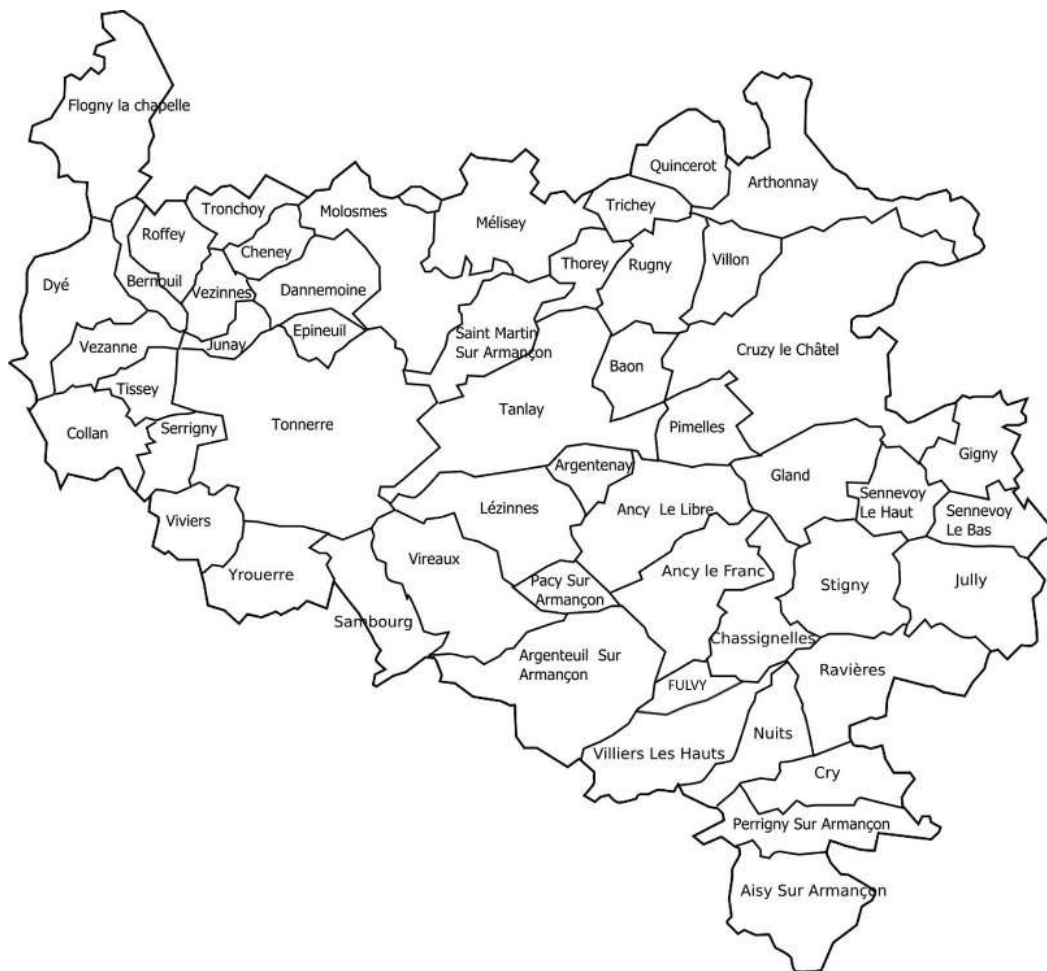 Flogny la chapelle
Quincerot
Arthonnay
Tronchoy
Molosmes
Mélisey
Trichey
Roffey
Cheney
Thorey
Rugny
Villon
Dyé
Bernouil
Vezinnes
Dannemoine
Epineuil
Saint Martin
Sur Armançon
Vezanne
Junay
Baon
Cruzy le Châtel
Tissey
Tanlay
Collan
Serrigny
Tonnerre
Pimelles
Argentenay
Gland
Gigny
Viviers
Lézinnes
Ancy Le Libre
Sennevoy
Le Haut
Sennevoy
Le Bas
Vireaux
Yrouerre
Pacy Sur
Armançon
Ancy le Franc
Stigny
Jully
Sambourg
Chassignelles
Argenteuil Sur
Armançon
Ravières
FULVY
Villiers Les Hauts
Nuits
Cry
Perrigny Sur Armançon
Aisy Sur Armançon